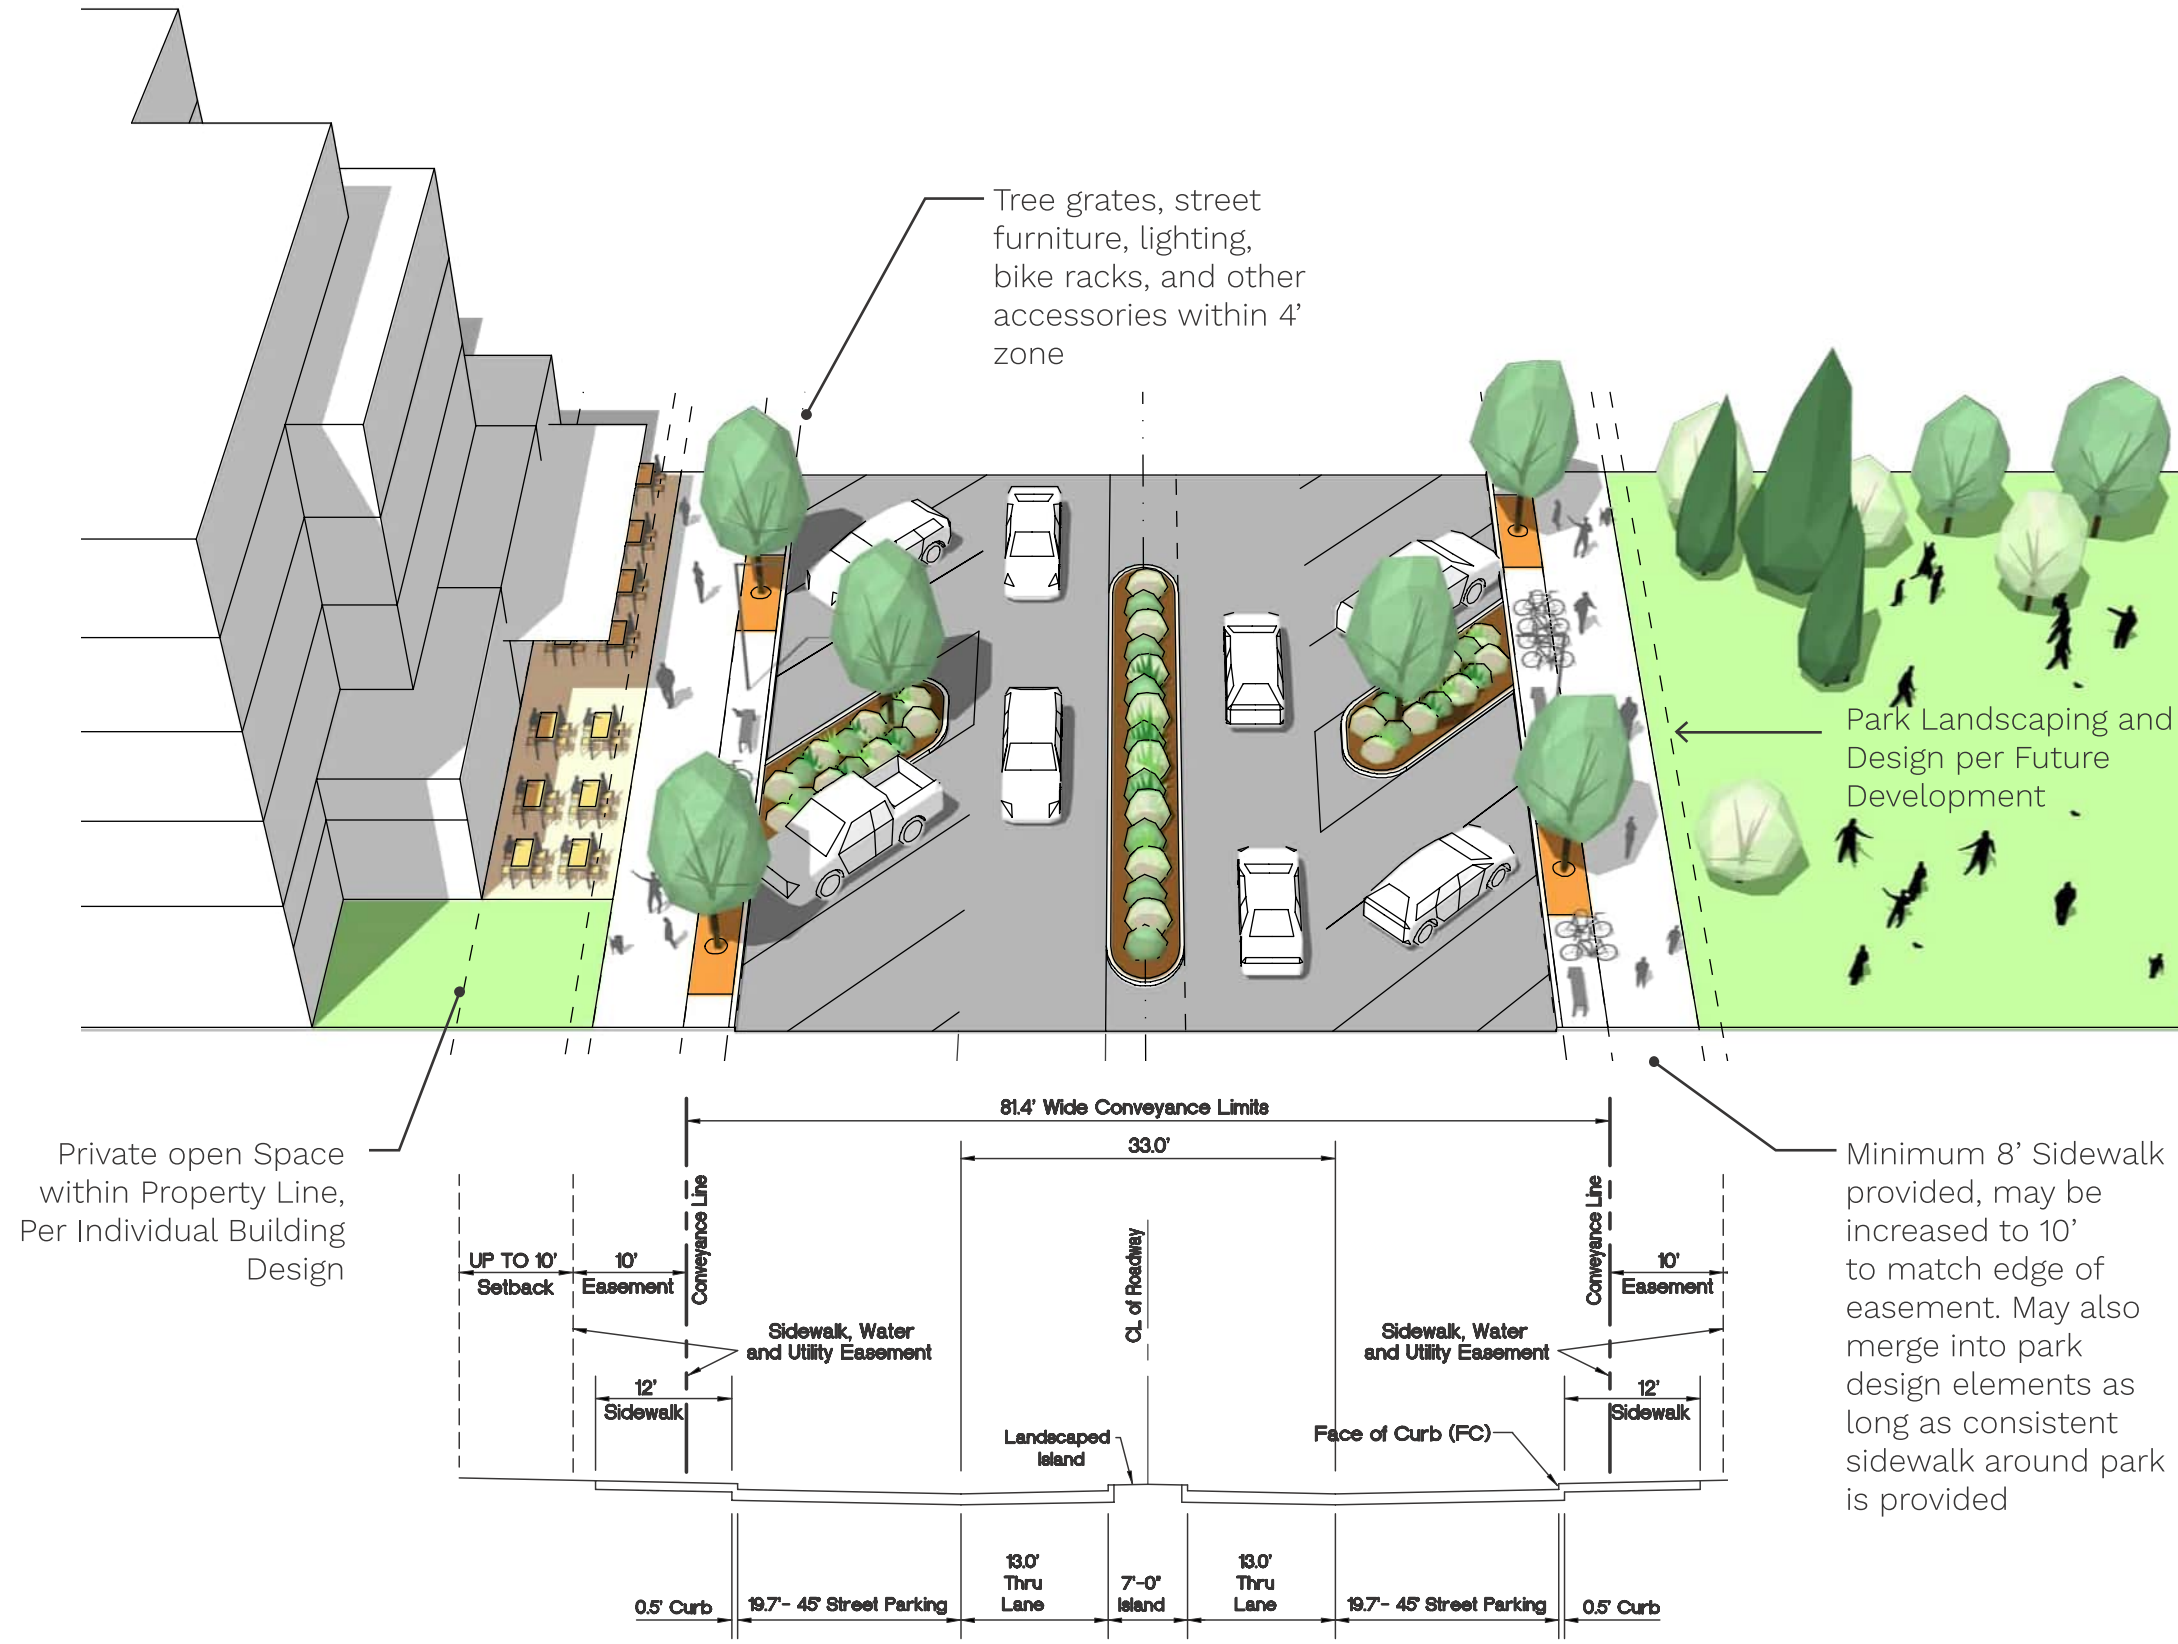 Tree grates, street
furniture, lighting,
bike racks, and other
accessories within 4’
zone
Park Landscaping and
Design per Future
Development
Private open Space
within Property Line,
Per Individual Building
Design
Minimum 8’ Sidewalk
provided, may be
increased to 10’
to match edge of
easement. May also
merge into park
design elements as
long as consistent
sidewalk around park
is provided
81.4' Wide Conveyance Limits
33.0'
Conveyance Line
CL of Roadway
Conveyance Line
UP TO 10'
Setback
10'
Easement
10'
Easement
Sidewalk, Water
and Utility Easement
Sidewalk, Water
and Utility Easement
12'
Sidewalk
12'
Sidewalk
Landscaped
Island
Face of Curb (FC)
0.5' Curb
19.7'- 45° Street Parking
13.0'
Thru
Lane
7'-0"
Island
13.0'
Thru
Lane
19.7'- 45° Street Parking
0.5' Curb